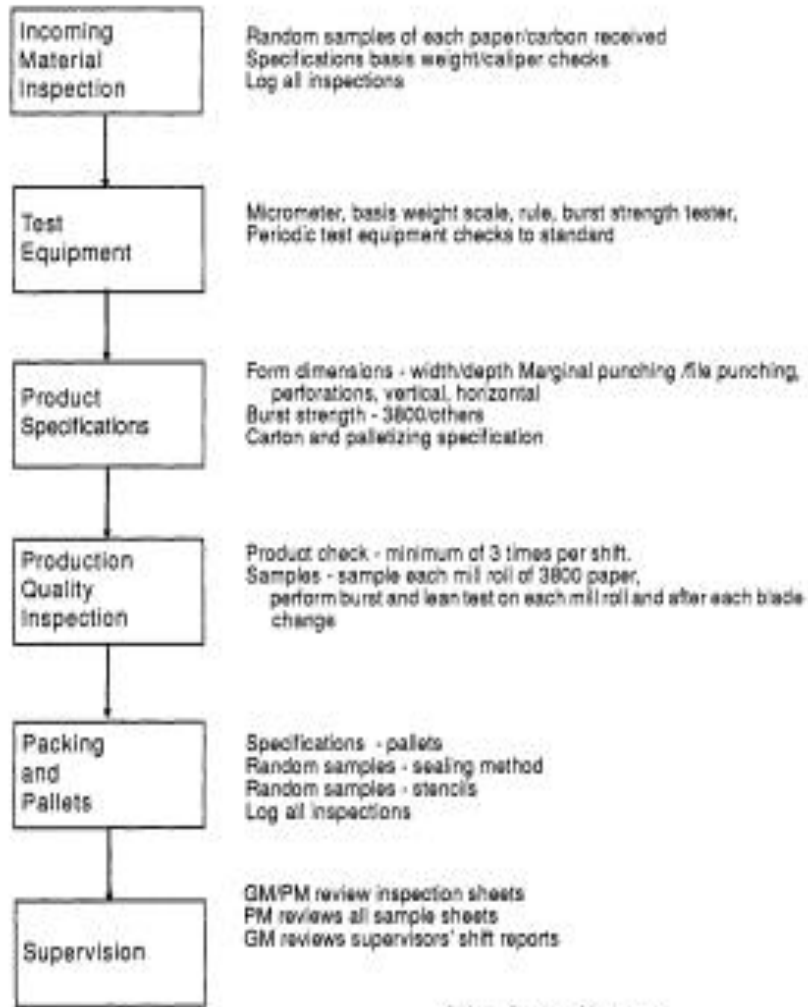 Incoming
Material
Inspection
Random samples of each paper/carbon received
Specifications basis weight/caliper checks
Log all inspections
Test
Equipment
Micrometer, basis weight scale, rule, burst strength tester,
Periodic test equipment checks to standard
Product
Specifications
Form dimensions - width/depth Marginal punching /file punching,
perforations, vertical, horizontal
Burst strength - 3800/others
Carton and palletizing specification
Production
Quality
Inspection
Product check - minimum of 3 times per shift.
Samples - sample each mill roll of 3800 paper,
perform burst and lean test on each mill roll and after each blade
change
Packing
and
Pallets
Specifications - pallets
Random samples - sealing method
Random samples - stencils
Log all inspections
Supervision
GM/PM review inspection sheets
PM reviews all sample sheets
GM reviews supervisors' shift reports